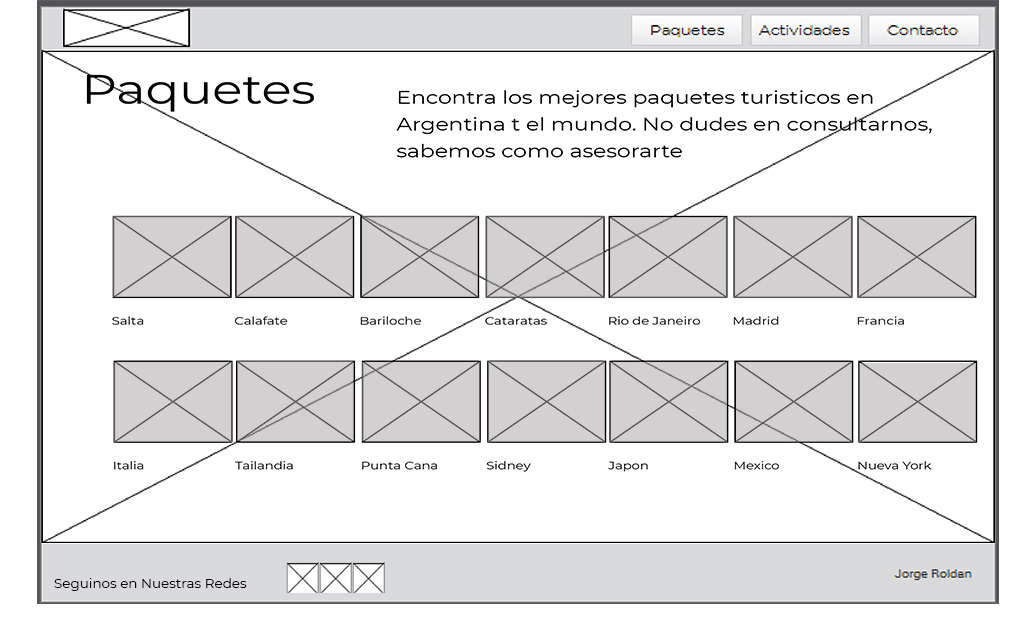 Paquetes
Actividades
Contacto
Paquetes
Encontra los mejores paquetes turisticos en
Argentina t el mundo. No dudes en consultarnos,
sabemos como asesorarte
Salta
Calafate
Bariloche
Cataratas
Rio de Janeiro
Madrid
Francia
Italia
Tailandia
Punta Cana
Sidney
Japon
Mexico
Nueva York
Seguinos en Nuestras Redes
Jorge Roldan